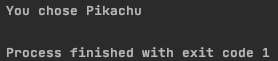 You chose Pikachu
Process finished with exit code 1